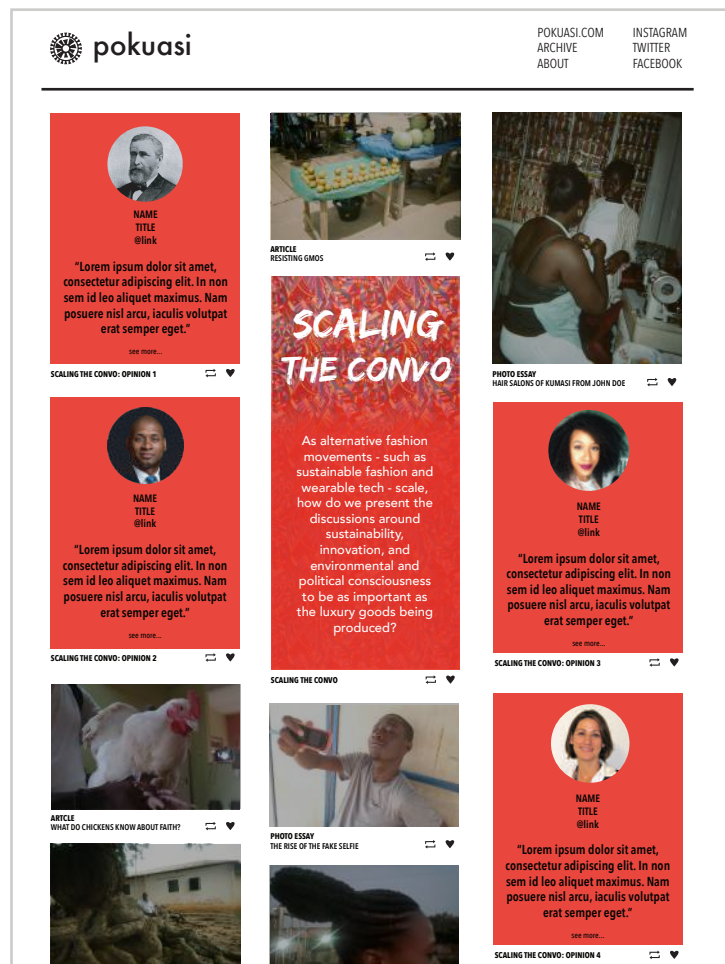 pokuasi
POKUASI.COM
ARCHIVE
ABOUT
INSTAGRAM
TWITTER
FACEBOOK
NAME
TITLE
@link
“Lorem ipsum dolor sit amet,
consectetur adipiscing elit. In non
sem id leo aliquet maximus. Nam
posuere nisl arcu, iaculis volutpat
erat semper eget.”
see more...
SCALING THE CONVO: OPINION 1
NAME
TITLE
@link
“Lorem ipsum dolor sit amet,
consectetur adipiscing elit. In non
sem id leo aliquet maximus. Nam
posuere nisl arcu, iaculis volutpat
erat semper eget.”
see more...
SCALING THE CONVO: OPINION 2
ARTCLE
WHAT DO CHICKENS KNOW ABOUT FAITH?
ARTICLE
RESISTING GMOS
SCALING
THE CONVO
As alternative fashion
movements - such as
sustainable fashion and
wearable tech - scale,
how do we present the
discussions around
sustainability,
innovation, and
environmental and
political consciousness
to be as important as
the luxury goods being
produced?
SCALING THE CONVO
PHOTO ESSAY
THE RISE OF THE FAKE SELFIE
PHOTO ESSAY
HAIR SALONS OF KUMASI FROM JOHN DOE
NAME
TITLE
@link
“Lorem ipsum dolor sit amet,
consectetur adipiscing elit. In non
sem id leo aliquet maximus. Nam
posuere nisl arcu, iaculis volutpat
erat semper eget.”
see more...
SCALING THE CONVO: OPINION 3
NAME
TITLE
@link
“Lorem ipsum dolor sit amet,
consectetur adipiscing elit. In non
sem id leo aliquet maximus. Nam
posuere nisl arcu, iaculis volutpat
erat semper eget.”
see more...
SCALING THE CONVO: OPINION 4